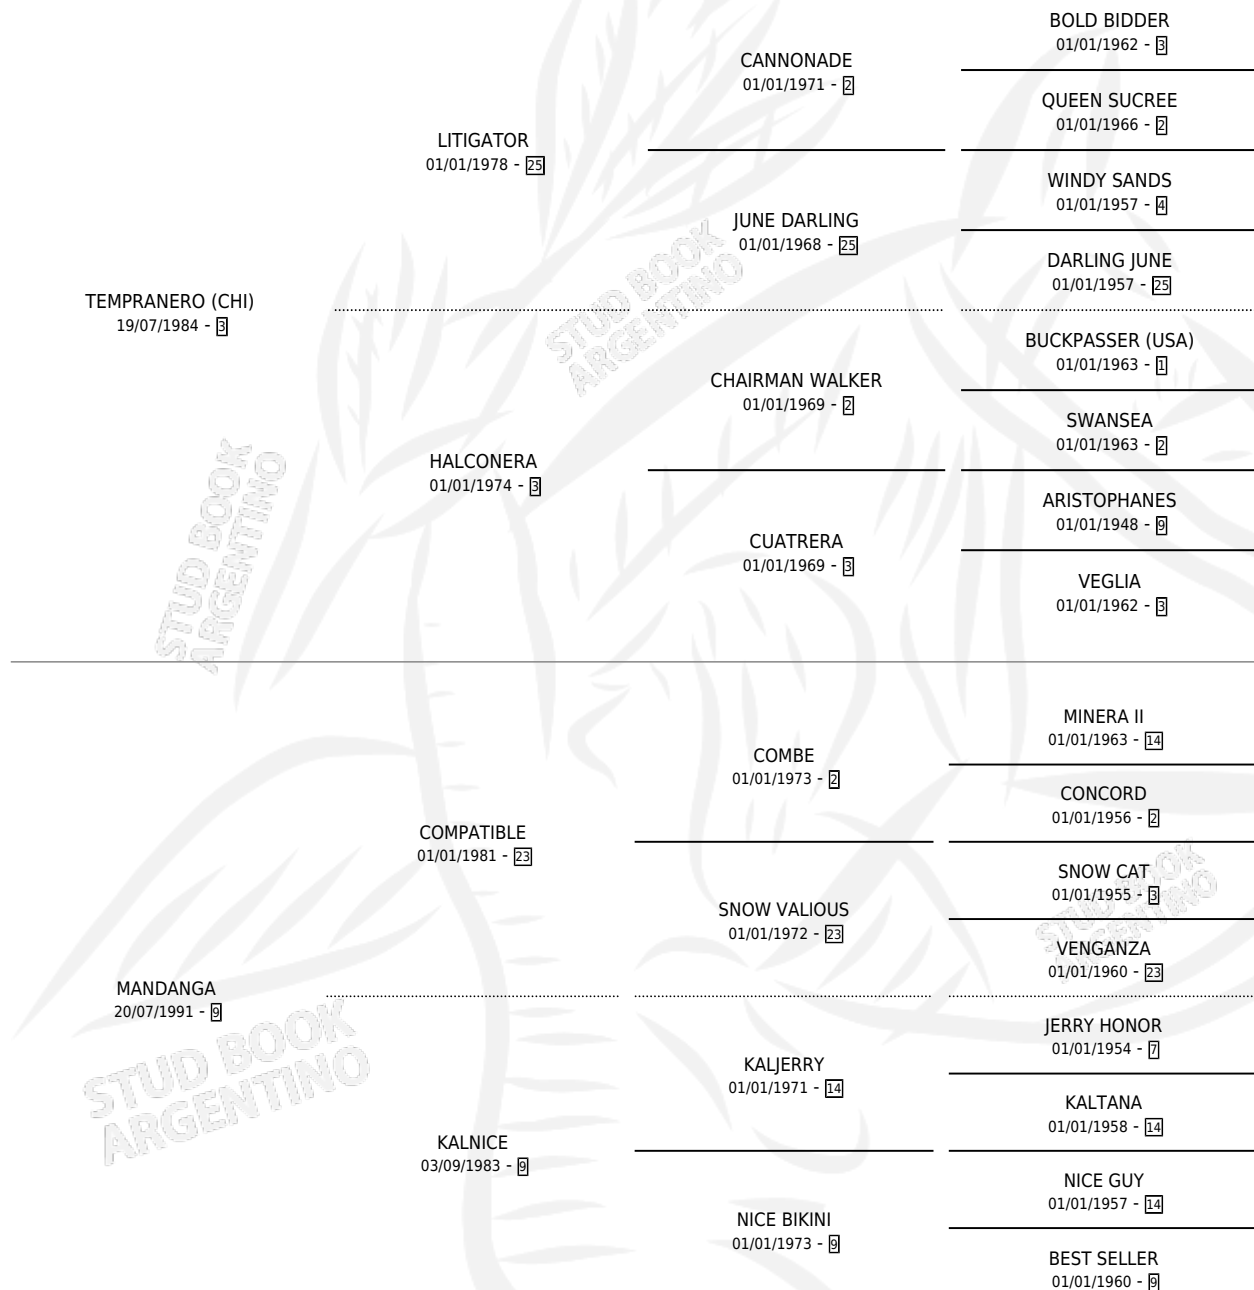 BOLD BIDDER
01/01/1962 - 3
CANNONADE
01/01/1971 - 2
QUEEN SUCREE
01/01/1966 - 2
LITIGATOR
01/01/1978 - 25
WINDY SANDS
01/01/1957 - 4
JUNE DARLING
01/01/1968 - 25
DARLING JUNE
01/01/1957 - 25
TEMPRANERO (CHI)
19/07/1984 - 3
STUD BOOK
ARGENTINO
BUCKPASSER (USA)
01/01/1963 - 1
CHAIRMAN WALKER
01/01/1969 - 2
SWANSEA
01/01/1963 - 2
HALCONERA
01/01/1974 - 3
ARISTOPHANES
01/01/1948 - 9
CUATRERA
01/01/1969 - 3
VEGLIA
01/01/1962 - 3
STUD BOOK
ARGENTINO
MINERA II
01/01/1963 - 14
COMBE
01/01/1973 - 2
CONCORD
01/01/1956 - 2
COMPATIBLE
01/01/1981 - 23
SNOW CAT
01/01/1955 - 3
SNOW VALIOUS
01/01/1972 - 23
STUD BOOK
ARGENTINO
VENGANZA
01/01/1960 - 23
MANDANGA
20/07/1991 - 9
JERRY HONOR
01/01/1954 - 7
STUD BOOK
ARGENTINO
KALJERRY
01/01/1971 - 14
KALTANA
01/01/1958 - 14
KALNICE
03/09/1983 - 9
NICE GUY
01/01/1957 - 14
NICE BIKINI
01/01/1973 - 9
BEST SELLER
01/01/1960 - 9